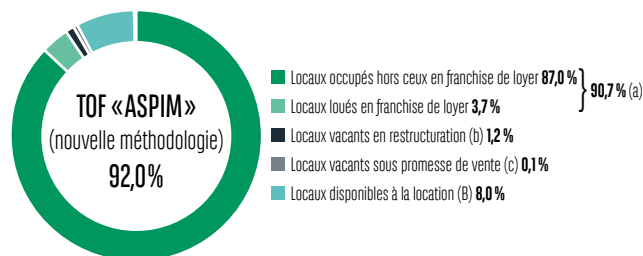 TOF «ASPIM»
(nouvelle méthodologie)
92,0%
Locaux occupés hors ceux en franchise de loyer 87,0 %
Locaux loués en franchise de loyer 3,7 %
90,7 % (a)
Locaux vacants en restructuration (b) 1,2 %
Locaux vacants sous promesse de vente (c) 0,1 %
Locaux disponibles à la location (B) 8,0 %